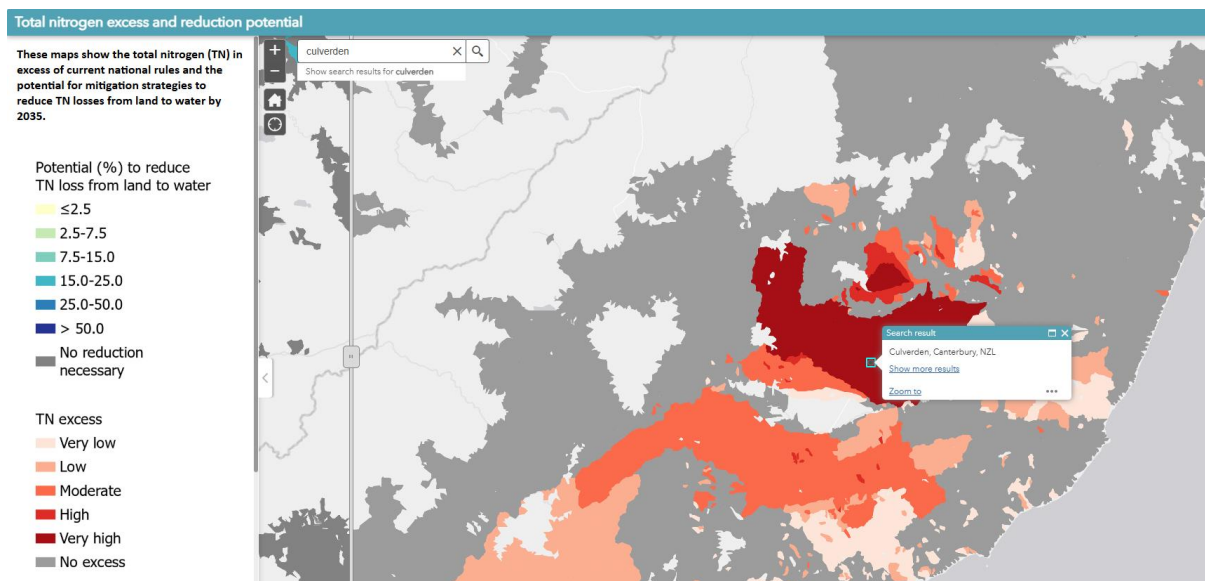 Total nitrogen excess and reduction potential
These maps show the total nitrogen (TN) in
excess of current national rules and the
potential for mitigation strategies to
reduce TN losses from land to water by
2035.
Potential (%) to reduce
TN loss from land to water
≤2.5
2.5-7.5
7.5-15.0
15.0-25.0
25.0-50.0
> 50.0
No reduction
necessary
TN excess
Very low
Low
Moderate
High
Very high
No excess
culverden
Show search results for culverden
Search result
Culverden, Canterbury, NZL
Show more results
Zoom to